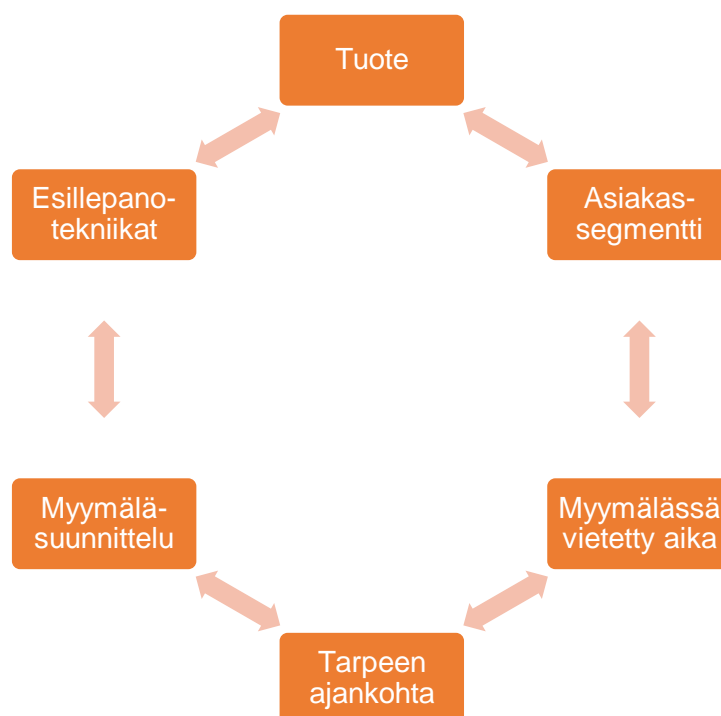 Tuote
Asiakas-
segmentti
Myymälässä
vietetty aika
Tarpeen
ajankohta
Myymälä-
suunnittelu
Esillepano-
tekniikat